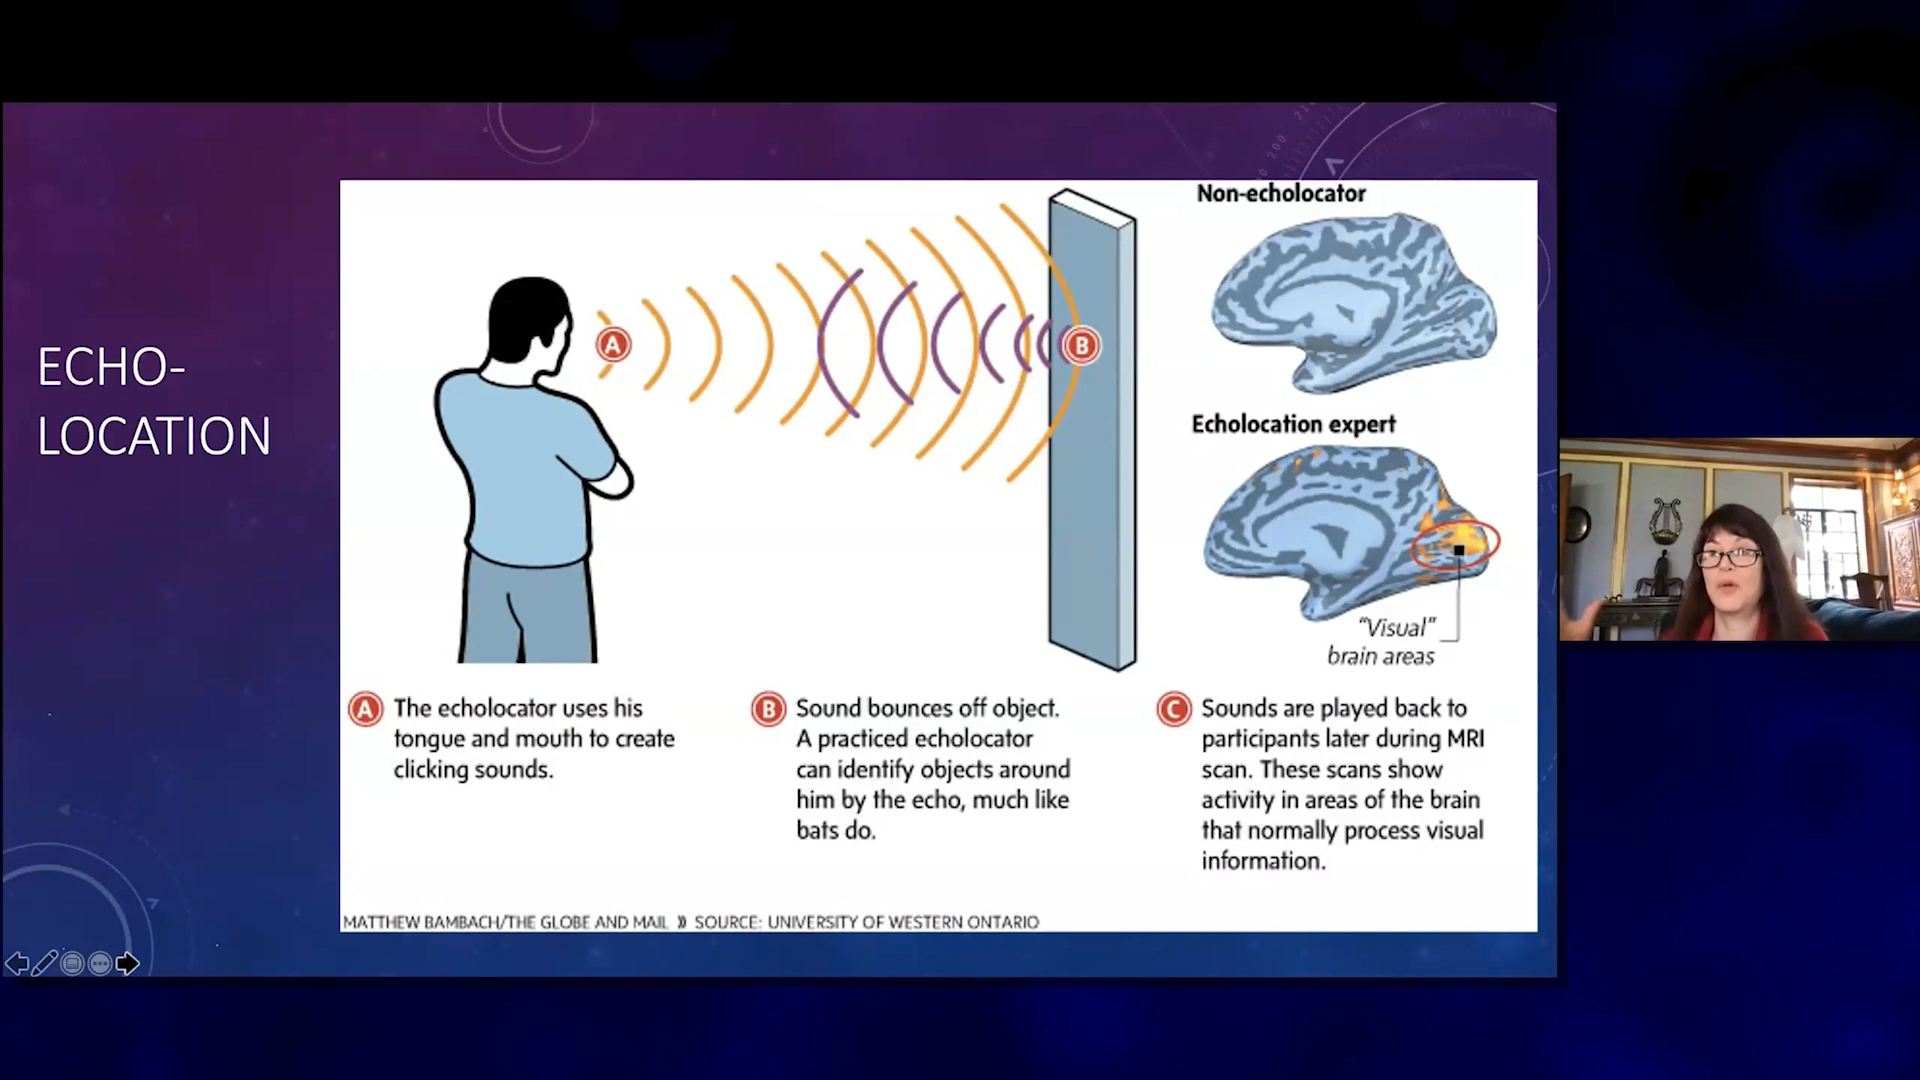 ECHO-
LOCATION
Non-echolocator
A
B
Echolocation expert
"Visual"
brain areas
A The echolocator uses his
tongue and mouth to create
clicking sounds.
B Sound bounces off object.
A practiced echolocator
can identify objects around
him by the echo, much like
bats do.
C Sounds are played back to
participants later during MRI
scan. These scans show
activity in areas of the brain
that normally process visual
information.
MATTHEW BAMBACH/THE GLOBE AND MAIL » SOURCE: UNIVERSITY OF WESTERN ONTARIO